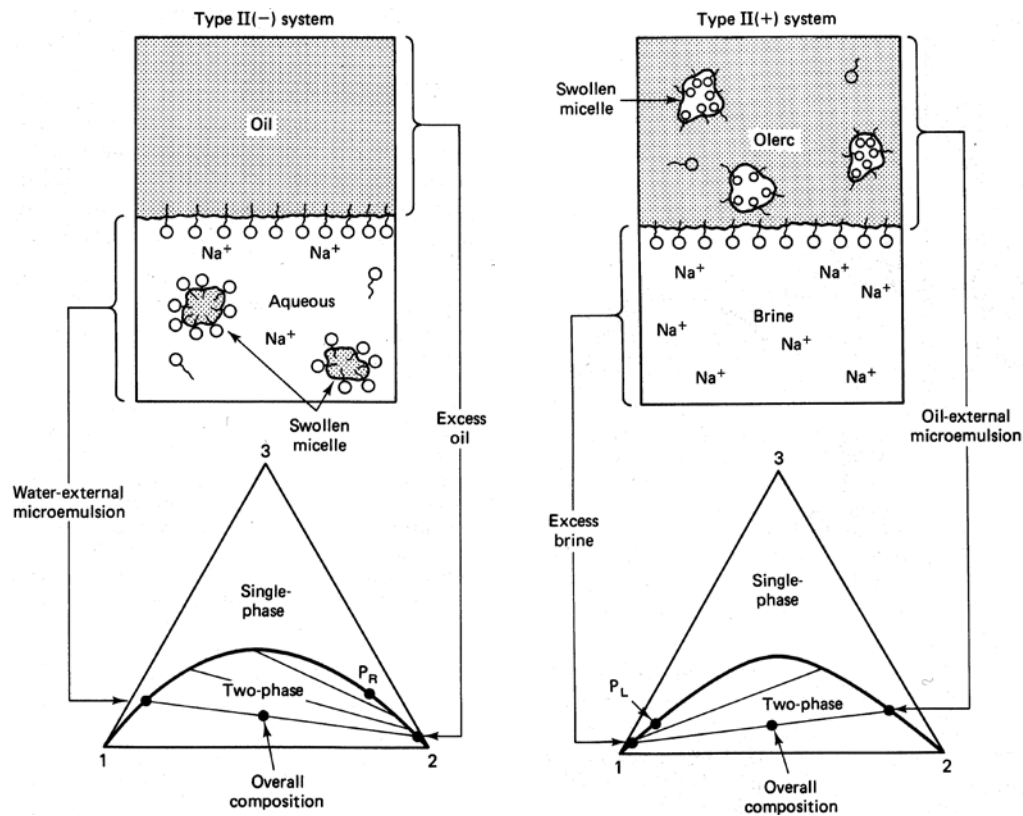 Type II(−) system
Oil
Na+
Na+
Aqueous
Na+
Swollen
micelle
Excess
oil
Water-external
microemulsion
3
Single-
phase
PR
Two-phase
1
2
Overall
composition
Type II(+) system
Swollen
micelle
Olerc
Na+
Na+
Na+
Brine
Na+
Na+
Na+
Na+
Oil-external
microemulsion
Excess
brine
3
Single-
phase
PL
Two-phase
1
2
Overall
composition